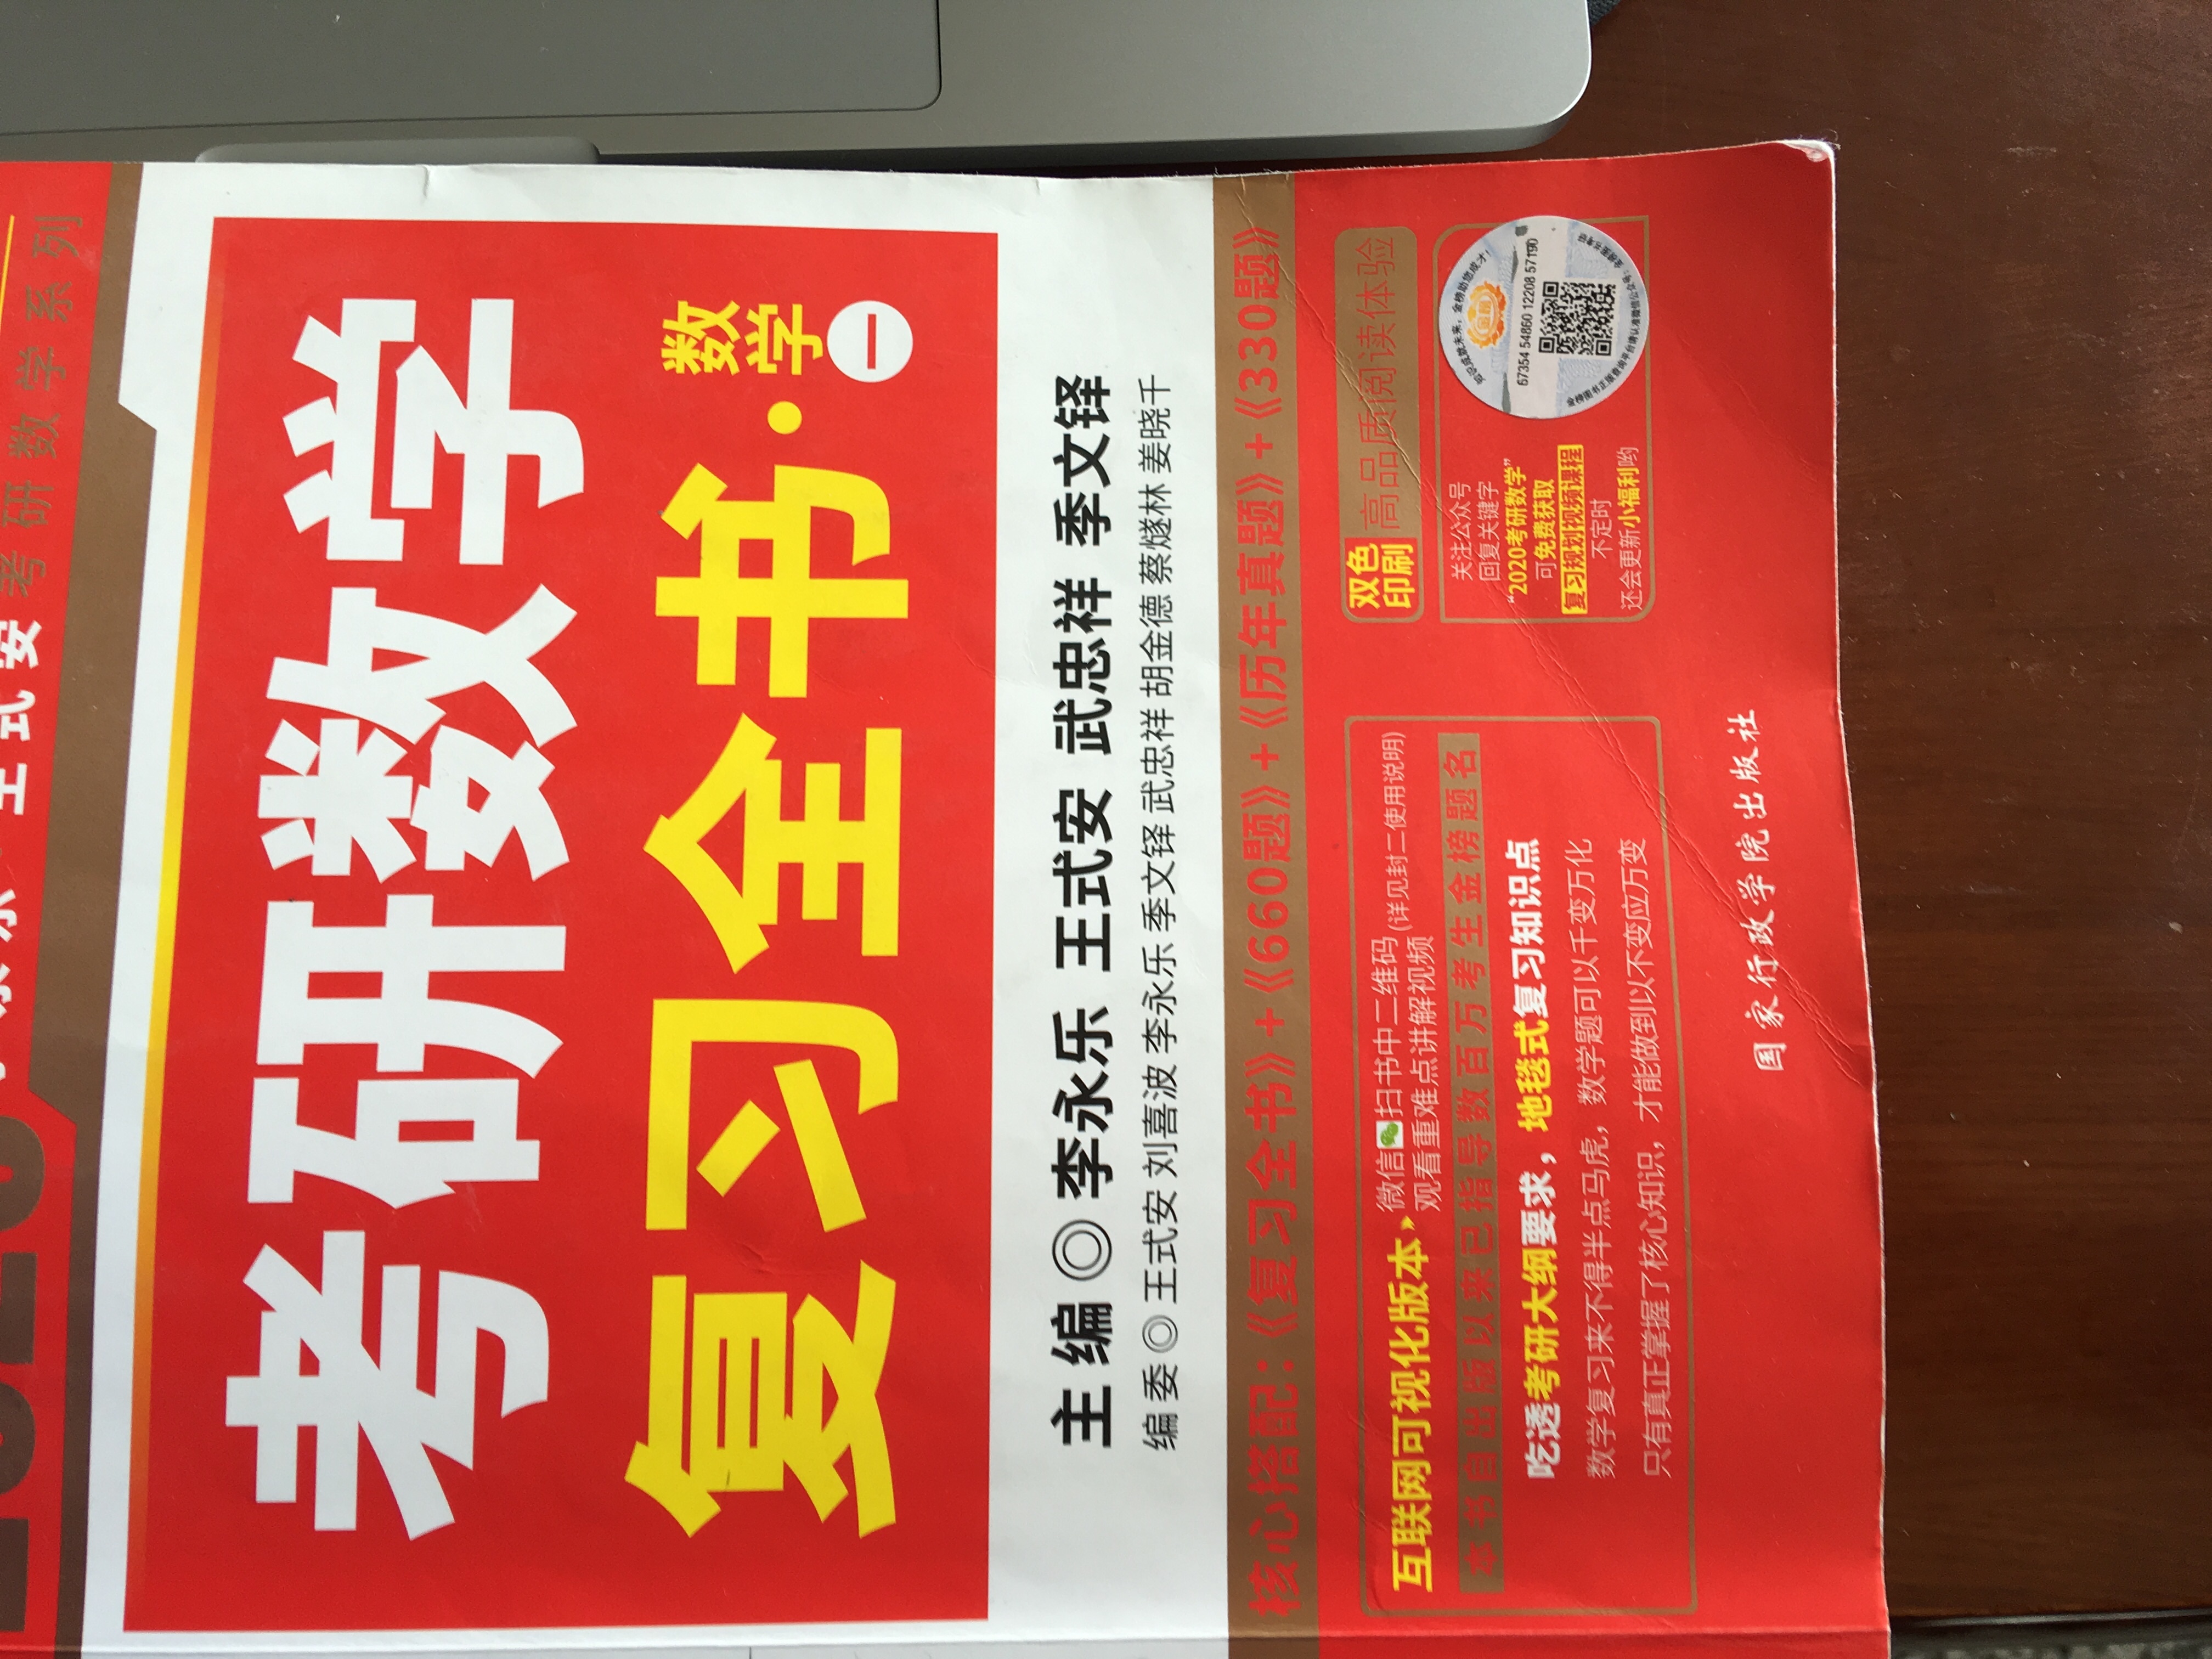 李永乐·王式安 考研数学系列
考研数学
复习全书·数学一
主编◎李永乐 王式安 武忠祥 季文铎
编委◎王式安 刘喜波 李永乐 季文铎 武忠祥 胡金德 蔡燧林 姜晓千
核心搭配：《复习全书》+《660题》+《历年真题》+《330题》
互联网可视化版本
微信扫书中二维码(详见封二使用说明)
观看重难点讲解视频
本书自出版以来已指导数百万考生金榜题名
吃透考研大纲要求，地毯式复习知识点
数学复习来不得半点马虎，数学题可以千变万化
只有真正掌握了核心知识，才能做到以不变应万变
双色
印刷
高品质阅读体验
关注公众号
回复关键字
“2020考研数学”
可免费获取
复习规划视频课程
不定时
还会更新小福利哟
67354 54860 12208 57190
国家行政学院出版社